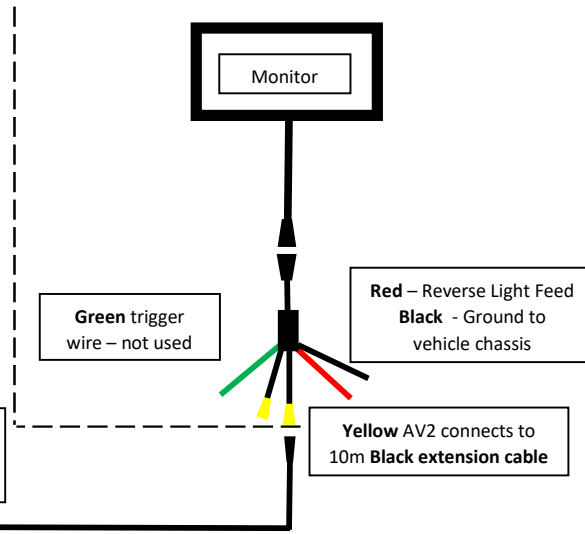 Monitor
Green trigger
wire – not used
Red – Reverse Light Feed
Black - Ground to
vehicle chassis
Yellow AV2 connects to
10m Black extension cable